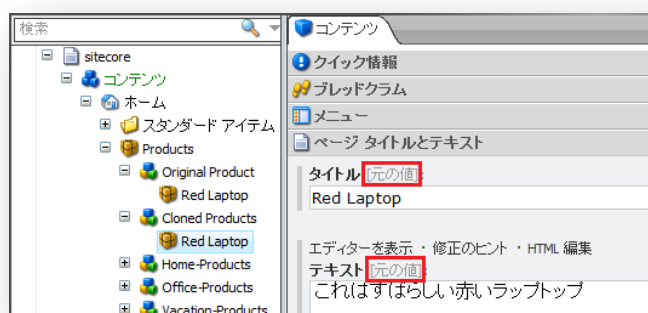 検索
sitecore
コンテンツ
ホーム
スタンダード アイテム
Products
Original Product
Red Laptop
Cloned Products
Red Laptop
Home-Products
Office-Products
Vacation-Products
コンテンツ
クイック情報
ブレッドクラム
メニュー
ページ タイトルとテキスト
タイトル [元の値]:
Red Laptop
エディターを表示 ・ 修正のヒント ・ HTML 編集
テキスト [元の値]:
これはすばらしい赤いラップトップ